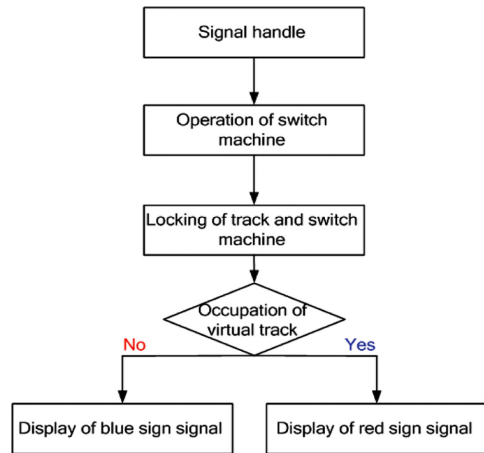 Signal handle
Operation of switch
machine
Locking of track and switch
machine
Occupation of
virtual track
No
Yes
Display of blue sign signal
Display of red sign signal